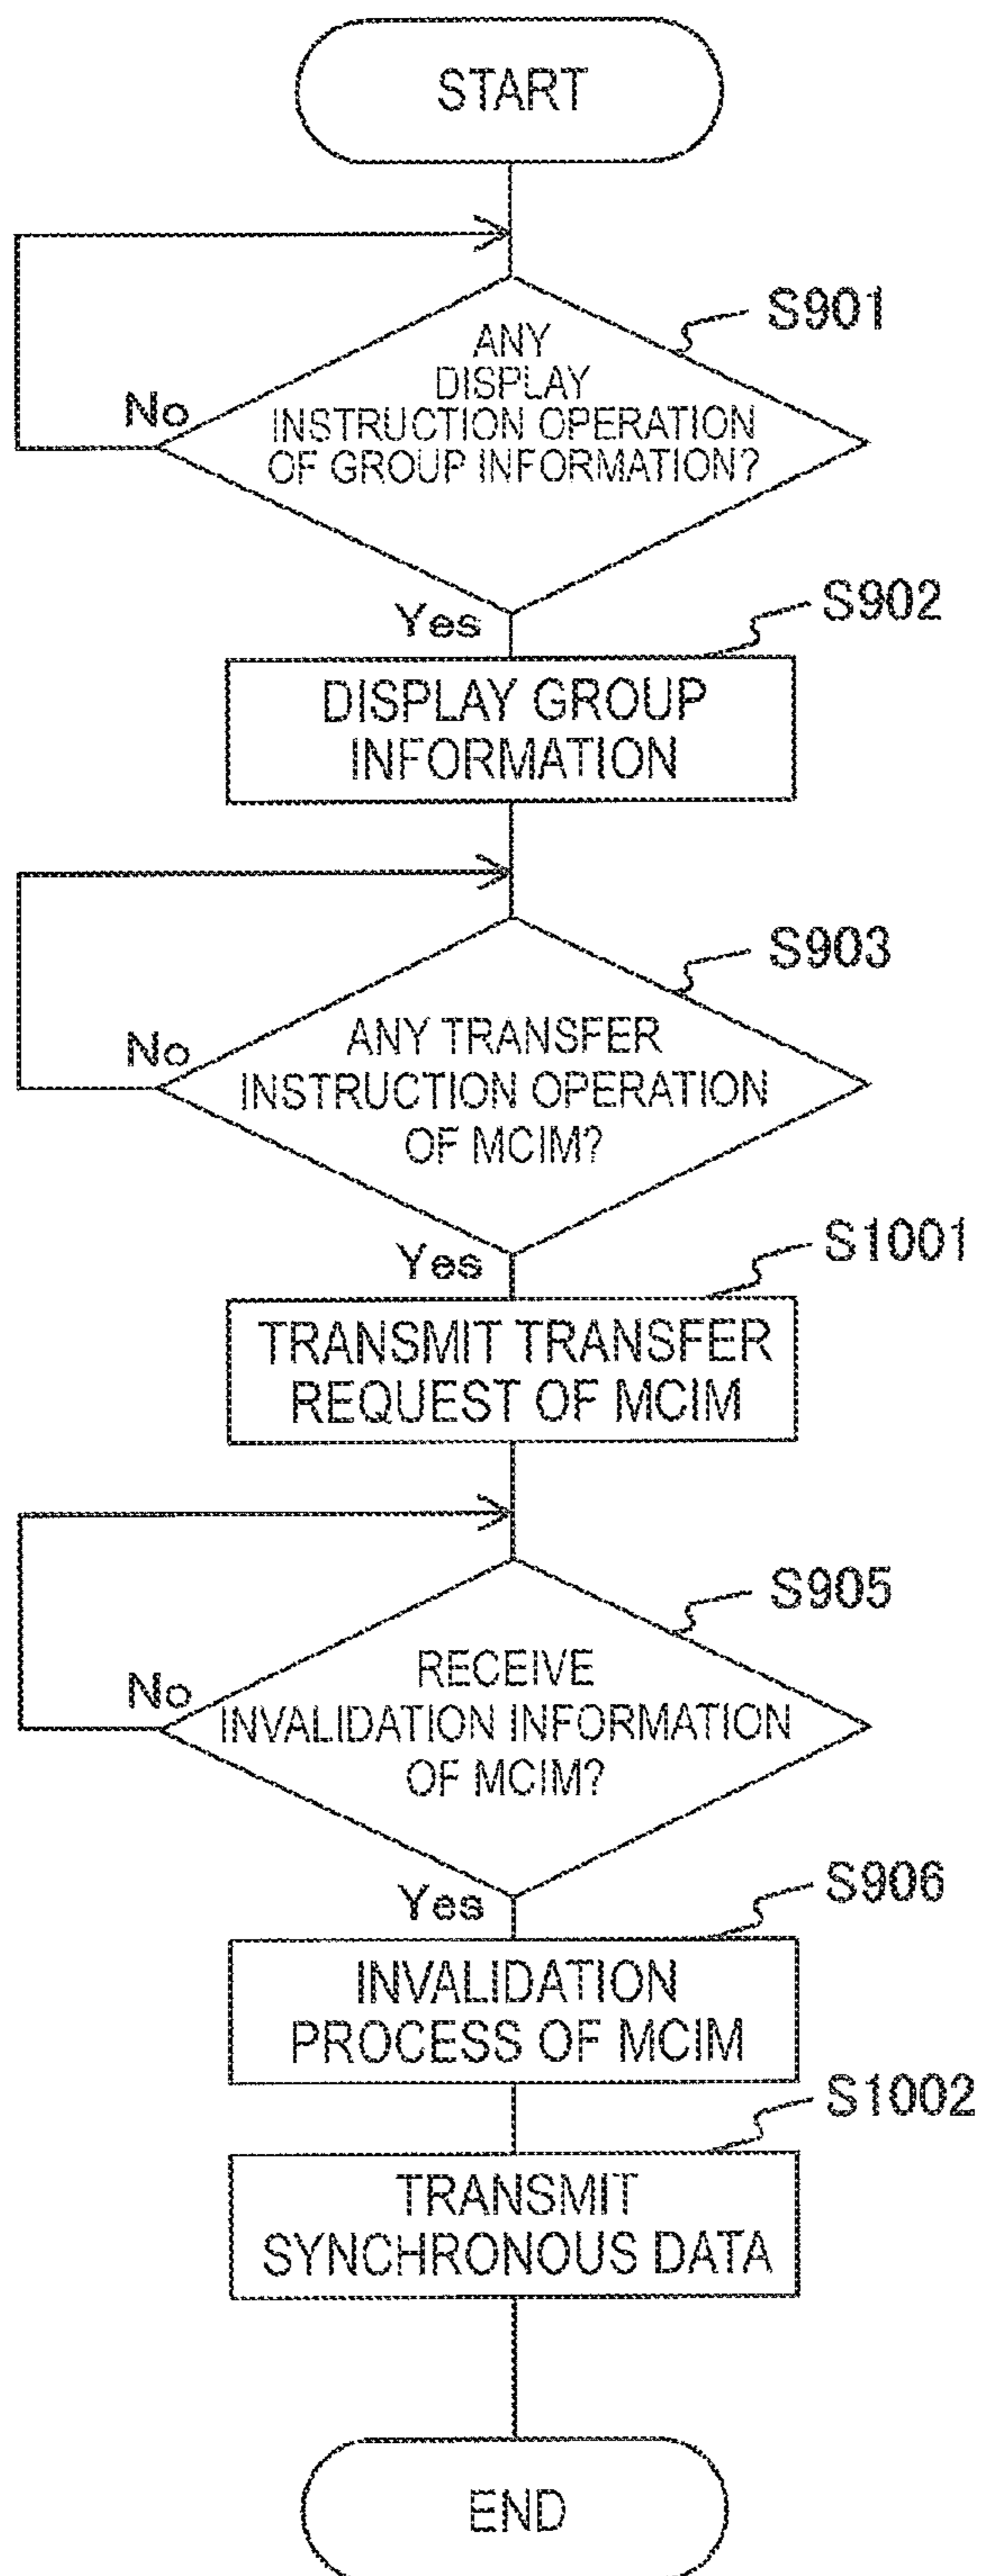 START
S901
ANY
DISPLAY
INSTRUCTION OPERATION
OF GROUP INFORMATION?
No
Yes
S902
DISPLAY GROUP
INFORMATION
S903
ANY TRANSFER
INSTRUCTION OPERATION
OF MCIM?
No
Yes
S1001
TRANSMIT TRANSFER
REQUEST OF MCIM
S905
RECEIVE
INVALIDATION INFORMATION
OF MCIM?
No
Yes
S906
INVALIDATION
PROCESS OF MCIM
S1002
TRANSMIT
SYNCHRONOUS DATA
END